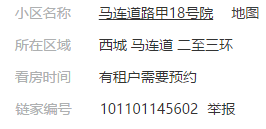 小区名称 马连道路甲18号院 地图
所在区域 西城 马连道 二至三环
看房时间 有租户需要预约
链家编号 101101145602 举报